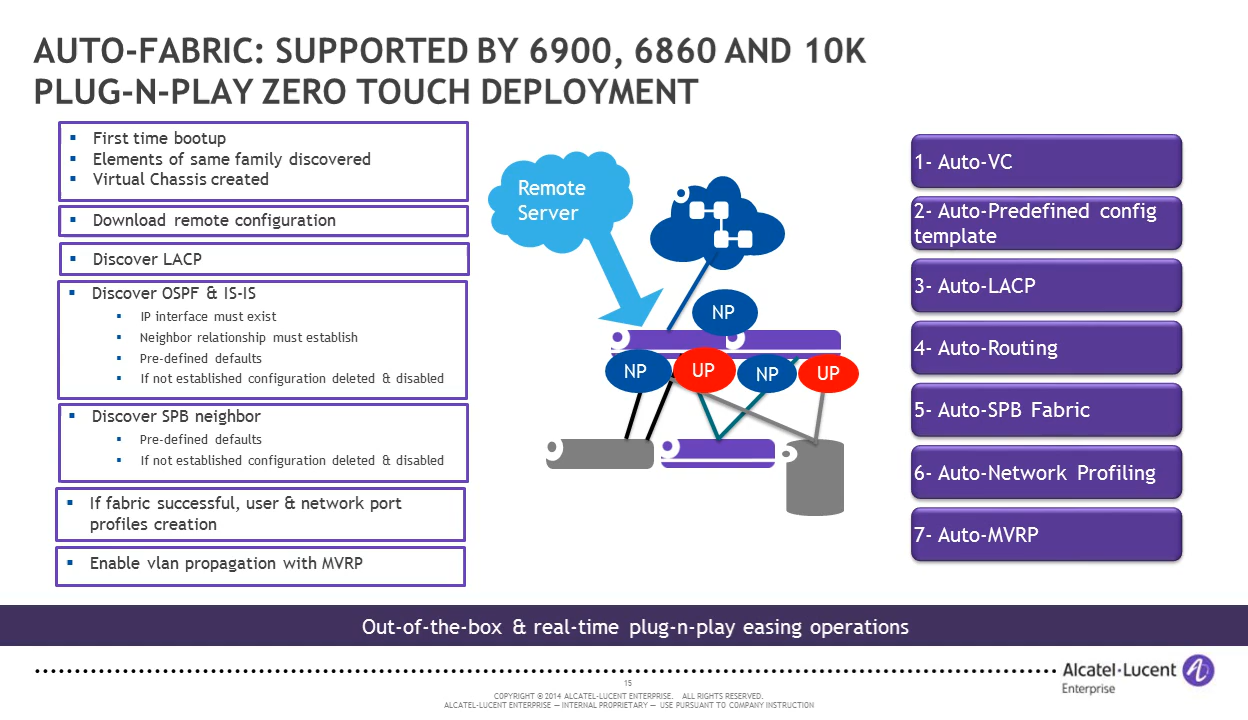 AUTO-FABRIC: SUPPORTED BY 6900, 6860 AND 10K
PLUG-N-PLAY ZERO TOUCH DEPLOYMENT
First time bootup
Elements of same family discovered
Virtual Chassis created
Download remote configuration
Discover LACP
Discover OSPF & IS-IS
IP interface must exist
Neighbor relationship must establish
Pre-defined defaults
If not established configuration deleted & disabled
Discover SPB neighbor
Pre-defined defaults
If not established configuration deleted & disabled
If fabric successful, user & network port
profiles creation
Enable vlan propagation with MVRP
Remote
Server
NP
NP
UP
NP
UP
1- Auto-VC
2- Auto-Predefined config
template
3- Auto-LACP
4- Auto-Routing
5- Auto-SPB Fabric
6- Auto-Network Profiling
7- Auto-MVRP
Out-of-the-box & real-time plug-n-play easing operations
Alcatel·Lucent
Enterprise
15
COPYRIGHT © 2014 ALCATEL-LUCENT ENTERPRISE. ALL RIGHTS RESERVED.
ALCATEL-LUCENT ENTERPRISE — INTERNAL PROPRIETARY — USE PURSUANT TO COMPANY INSTRUCTION